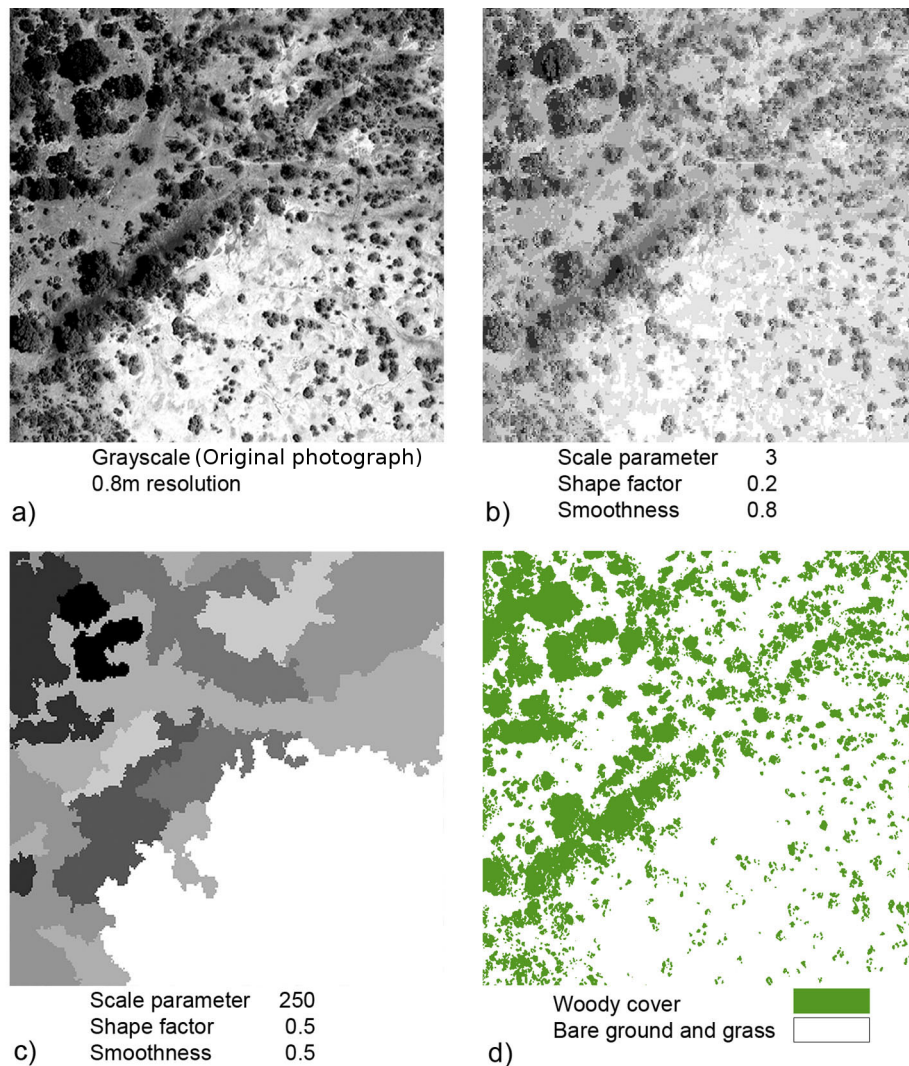 Grayscale (Original photograph)
0.8m resolution
a)
Scale parameter 3
Shape factor 0.2
Smoothness 0.8
b)
Scale parameter 250
Shape factor 0.5
Smoothness 0.5
c)
Woody cover
Bare ground and grass
d)